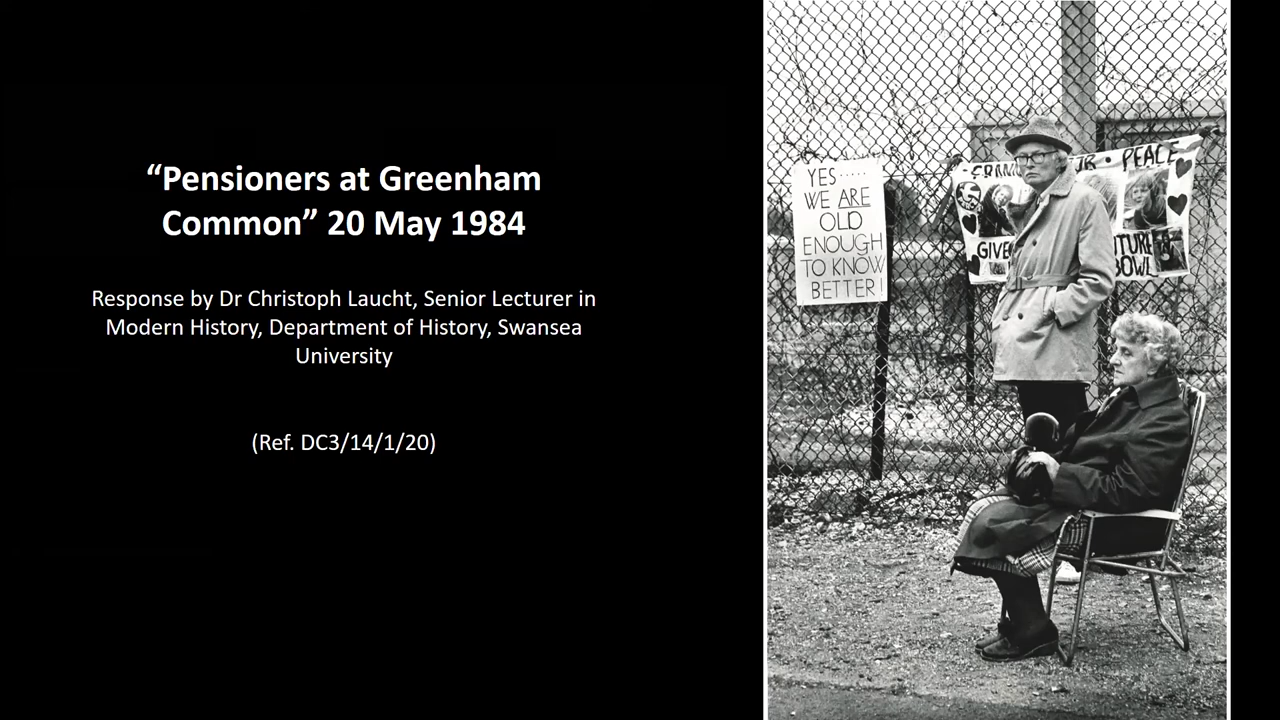 “Pensioners at Greenham
Common” 20 May 1984
Response by Dr Christoph Laucht, Senior Lecturer in
Modern History, Department of History, Swansea
University
(Ref. DC3/14/1/20)
YES.....
WE ARE
OLD
ENOUGH
TO KNOW
BETTER!
PEACE
GIVE